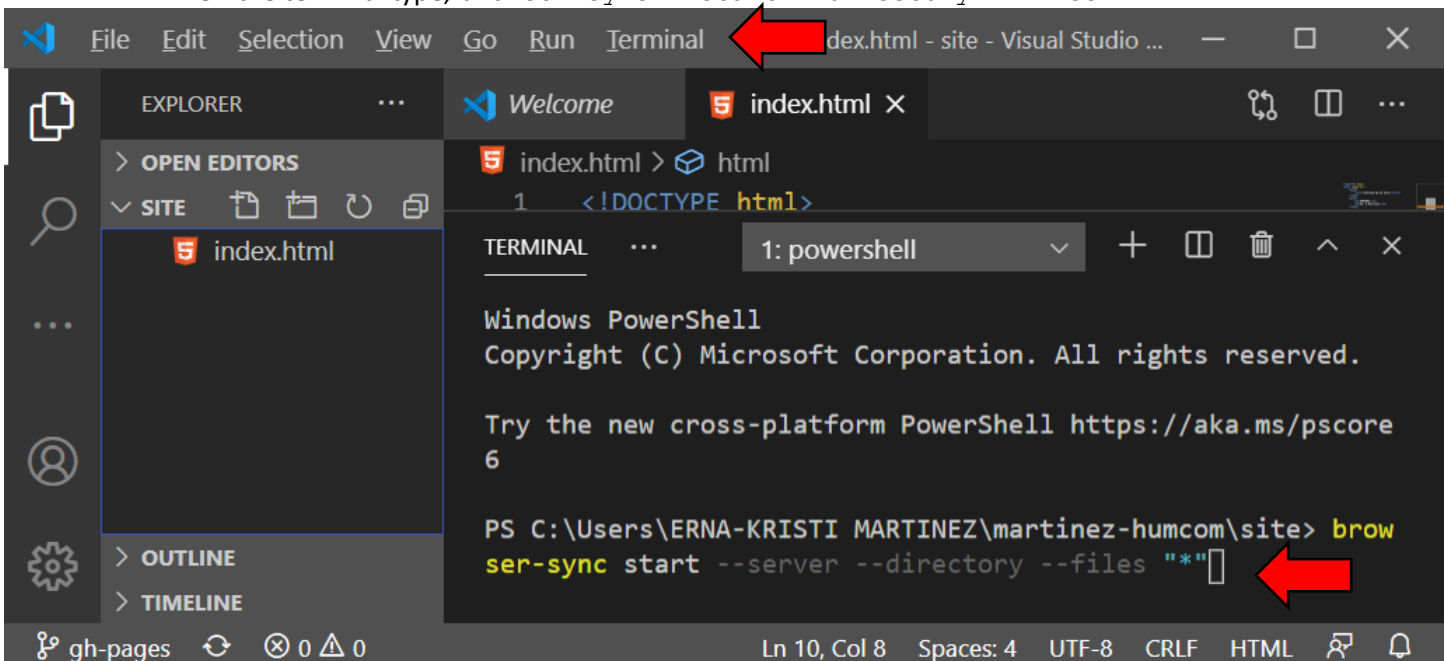 File Edit Selection View Go Run Terminal dex.html - site - Visual Studio ...
EXPLORER ...
Welcome
index.html
OPEN EDITORS
SITE
index.html
index.html > html
1 <!DOCTYPE html>
TERMINAL ...
1: powershell
Windows PowerShell
Copyright (C) Microsoft Corporation. All rights reserved.
Try the new cross-platform PowerShell https://aka.ms/pscore
6
PS C:\Users\ERNA-KRISTI MARTINEZ\martinez-humcom\site> brow
ser-sync start --server --directory --files "*"
OUTLINE
TIMELINE
gh-pages 0 0 Ln 10, Col 8 Spaces: 4 UTF-8 CRLF HTML